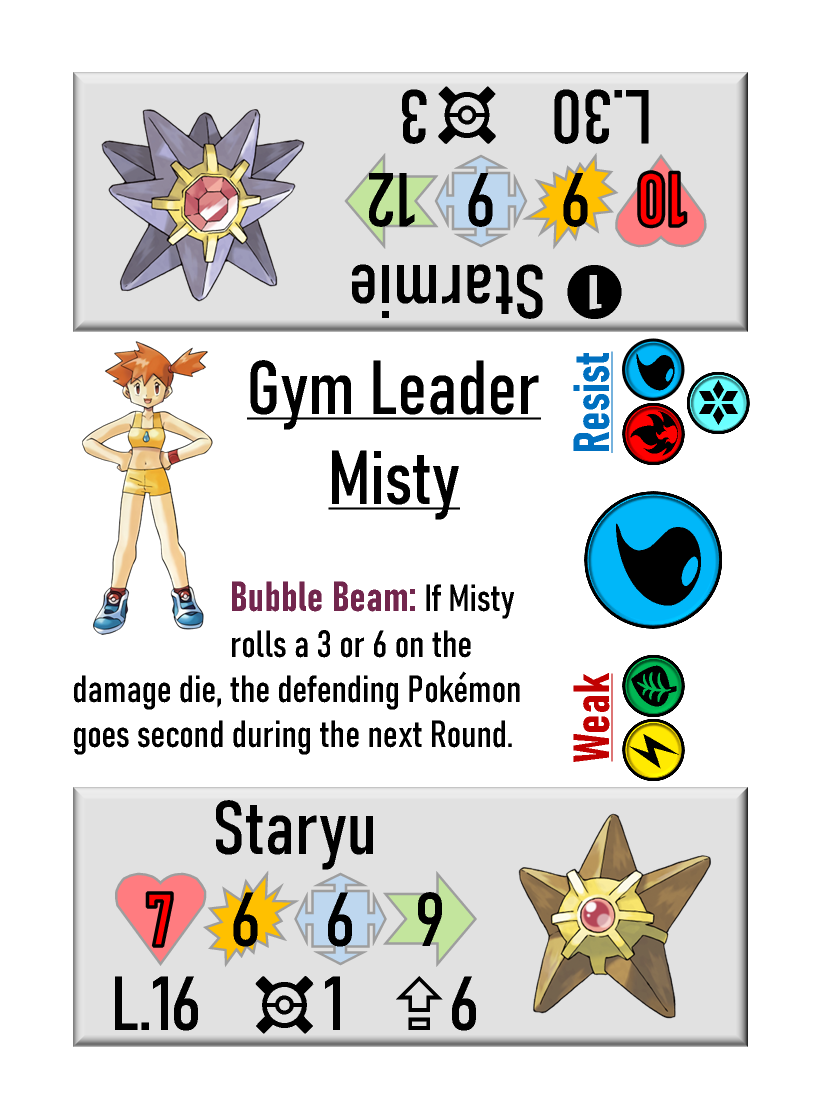 1 Starmie
10 9 9 12
L.30 3
Gym Leader
Misty
Resist
Bubble Beam: If Misty
rolls a 3 or 6 on the
damage die, the defending Pokémon
goes second during the next Round.
Weak
Staryu
7 6 6 9
L.16 1 6